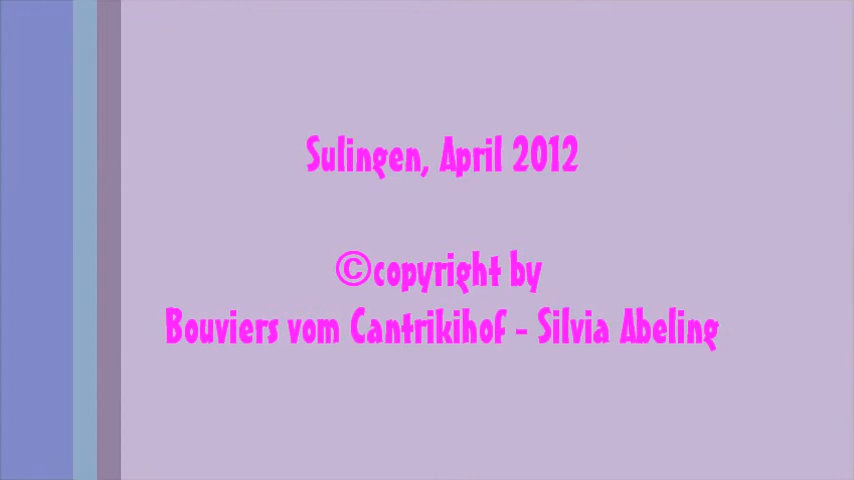 Sulingen, April 2012
©copyright by
Bouviers vom Cantrikihof - Silvia Abeling